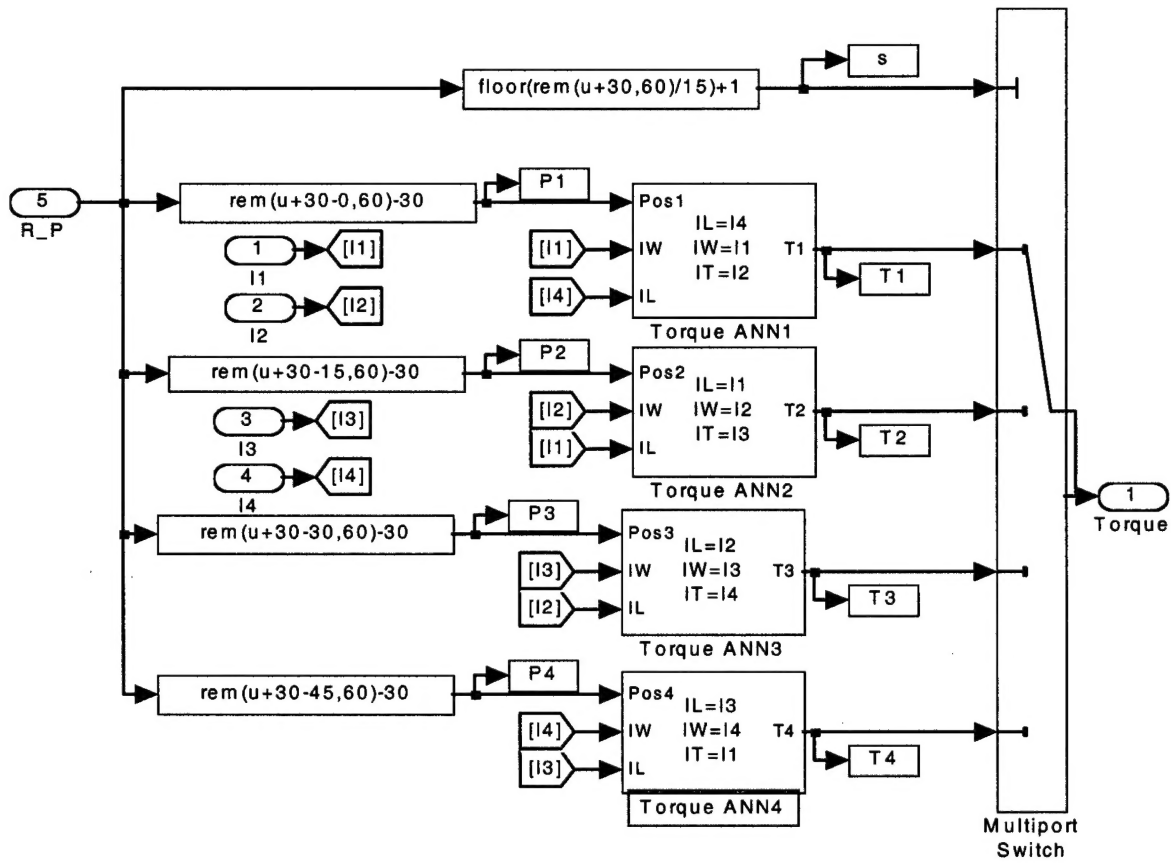 s
floor(rem(u+30,60)/15)+1
5
R_P
rem(u+30-0,60)-30
P1
1
I1
[I1]
2
I2
[I2]
[I1]
[I4]
Pos1
IW
IL
IL=I4
IW=I1
IT=I2
T1
T1
Torque ANN1
rem(u+30-15,60)-30
P2
3
I3
[I3]
4
I4
[I4]
[I2]
[I1]
Pos2
IW
IL
IL=I1
IW=I2
IT=I3
T2
T2
Torque ANN2
rem(u+30-30,60)-30
P3
[I3]
[I2]
Pos3
IW
IL
IL=I2
IW=I3
IT=I4
T3
T3
Torque ANN3
rem(u+30-45,60)-30
P4
[I4]
[I3]
Pos4
IW
IL
IL=I3
IW=I4
IT=I1
T4
T4
Torque ANN4
1
Torque
Multiport
Switch